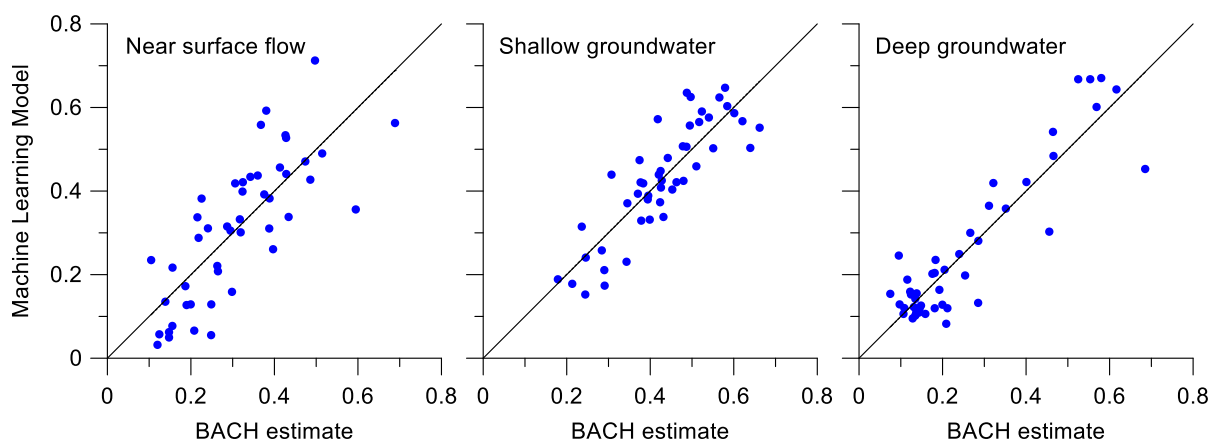 Near surface flow
Shallow groundwater
Deep groundwater
Machine Learning Model
0.8
0.6
0.4
0.2
0
0.2 0.4 0.6 0.8
0 0.2 0.4 0.6 0.8
0 0.2 0.4 0.6 0.8
BACH estimate
BACH estimate
BACH estimate